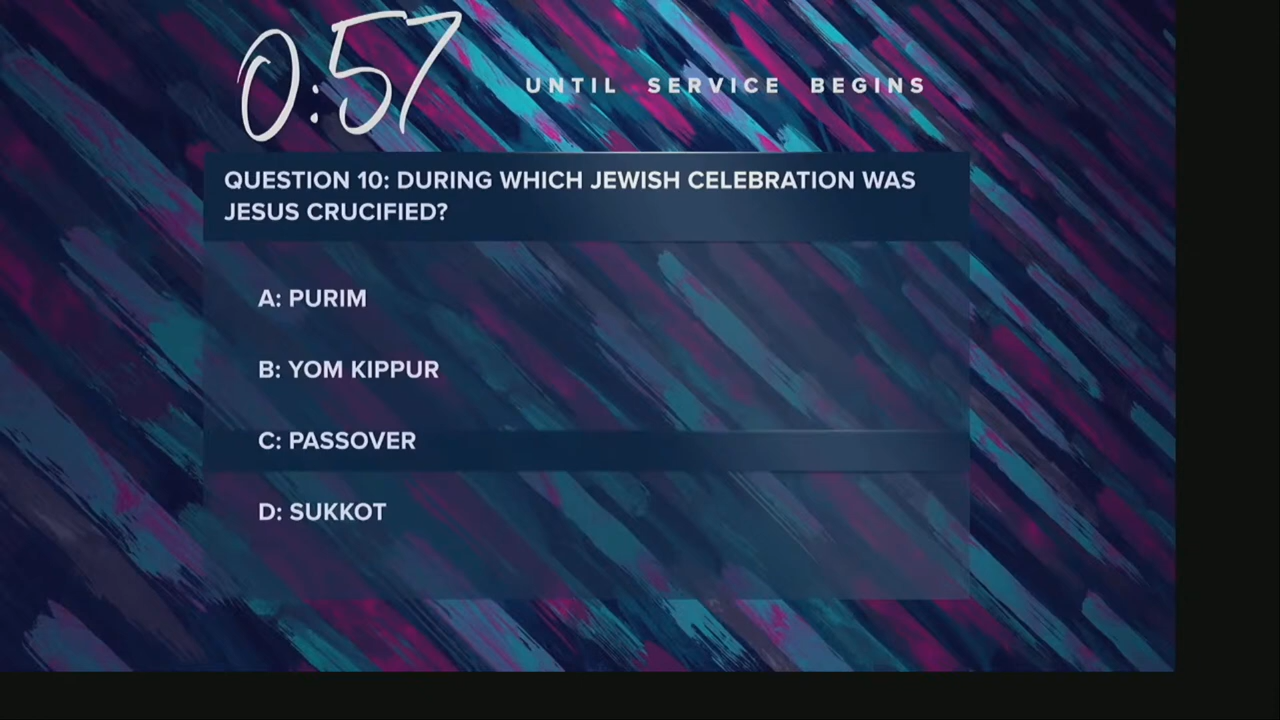 0:57
UNTIL SERVICE BEGINS
QUESTION 10: DURING WHICH JEWISH CELEBRATION WAS
JESUS CRUCIFIED?
A: PURIM
B: YOM KIPPUR
C: PASSOVER
D: SUKKOT